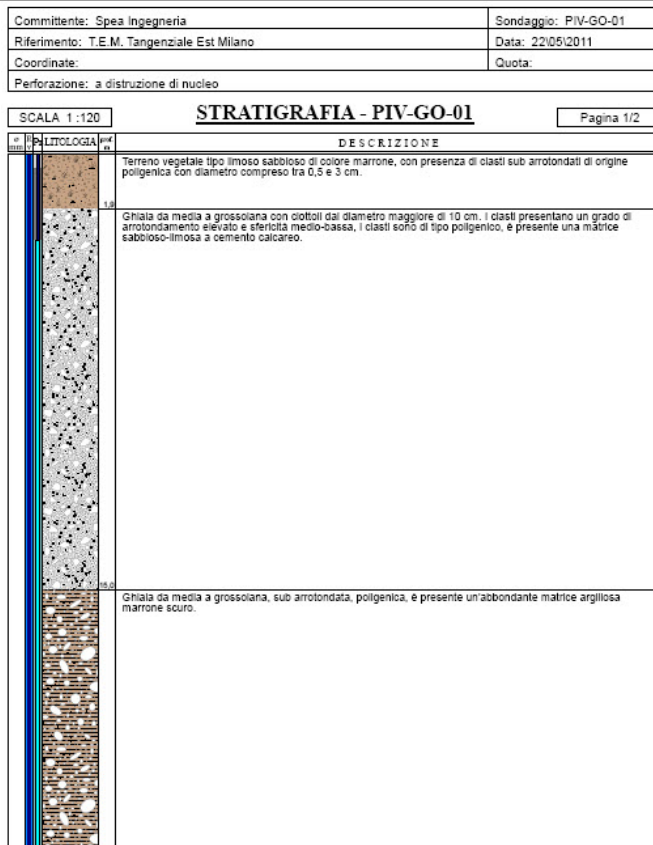 Committente: Spea Ingegneria
Sondaggio: PIV-GO-01
Riferimento: T.E.M. Tangenziale Est Milano
Data: 22\05\2011
Coordinate:
Quota:
Perforazione: a distruzione di nucleo
SCALA 1 :120
STRATIGRAFIA - PIV-GO-01
Pagina 1/2
LITOLOGIA
DESCRIZIONE
Terreno vegetale tipo limoso sabbioso di colore marrone, con presenza di clasti sub arrotondati di origine
poligenica con diametro compreso tra 0,5 e 3 cm.
1,9
Ghiaia da media a grossolana con ciottoli dal diametro maggiore di 10 cm. I clasti presentano un grado di
arrotondamento elevato e sfericità medio-bassa, i clasti sono di tipo poligenico, è presente una matrice
sabbioso-limosa a cemento calcareo.
15,0
Ghiaia da media a grossolana, sub arrotondata, poligenica, è presente un'abbondante matrice argillosa
marrone scuro.